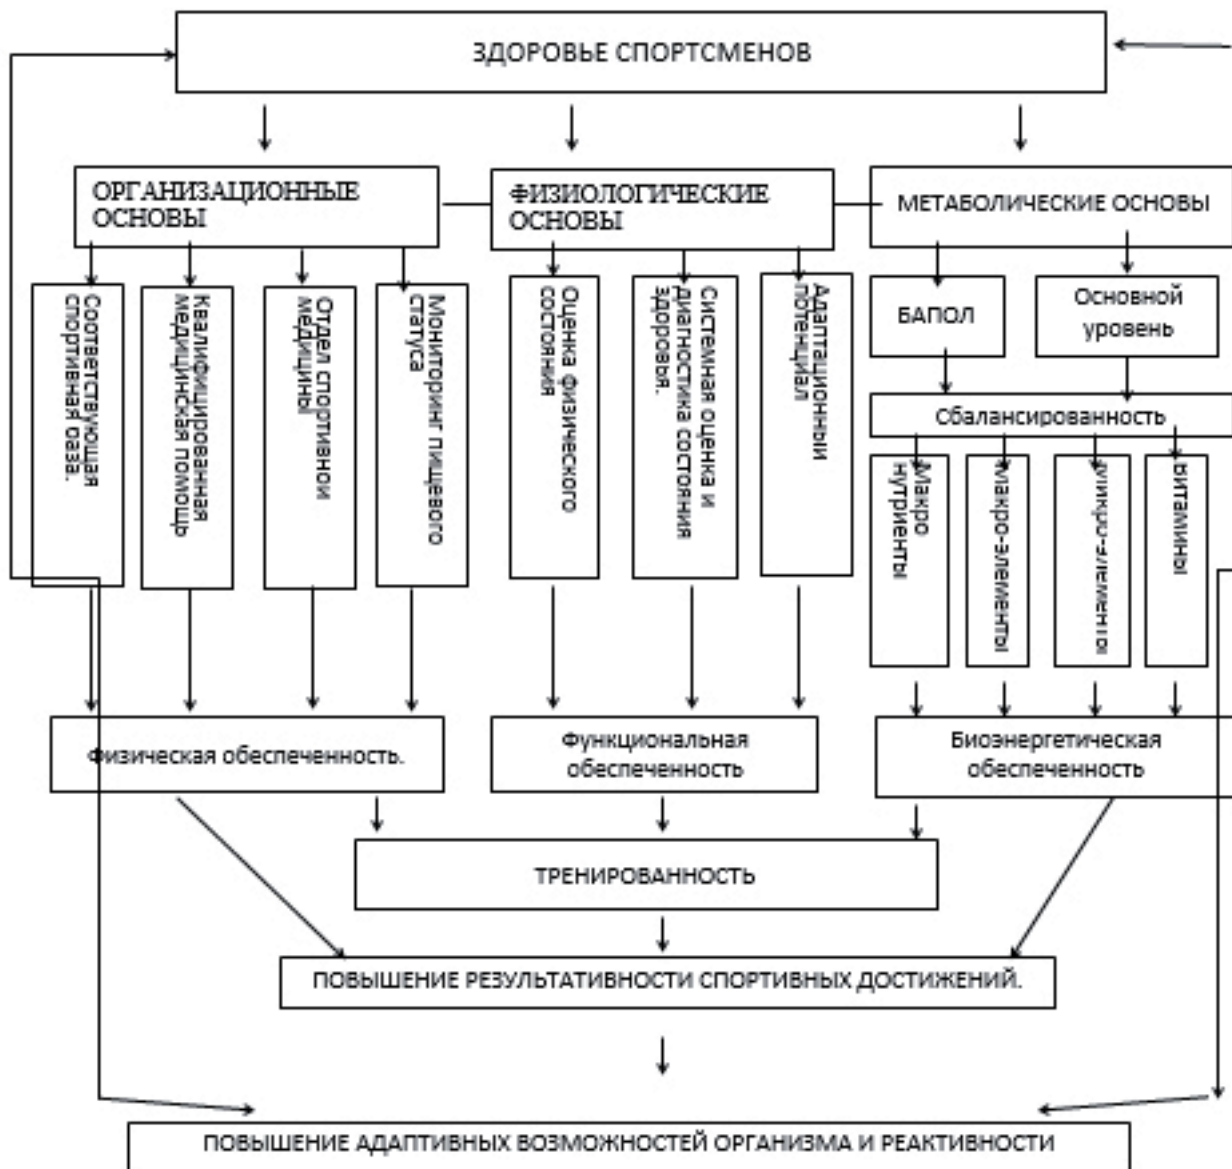 ЗДОРОВЬЕ СПОРТСМЕНОВ
ОРГАНИЗАЦИОННЫЕ
ОСНОВЫ
ФИЗИОЛОГИЧЕСКИЕ
ОСНОВЫ
МЕТАБОЛИЧЕСКИЕ ОСНОВЫ
Соответствующая
спортивная база.
Квалифицированная
медицинская помощь
Отдел спортивной
медицины
Мониторинг пищевого
статуса
Оценка физического
состояния
Системная оценка и
диагностика состояния
здоровья.
Адаптационный
потенциал
БАПОЛ
Основной
уровень
Сбалансированность
Макро
нутриенты
Макро-элементы
Микро-элементы
Витамины
Физическая обеспеченность.
Функциональная
обеспеченность
Биоэнергетическая
обеспеченность
ТРЕНИРОВАННОСТЬ
ПОВЫШЕНИЕ РЕЗУЛЬТАТИВНОСТИ СПОРТИВНЫХ ДОСТИЖЕНИЙ.
ПОВЫШЕНИЕ АДАПТИВНЫХ ВОЗМОЖНОСТЕЙ ОРГАНИЗМА И РЕАКТИВНОСТИ